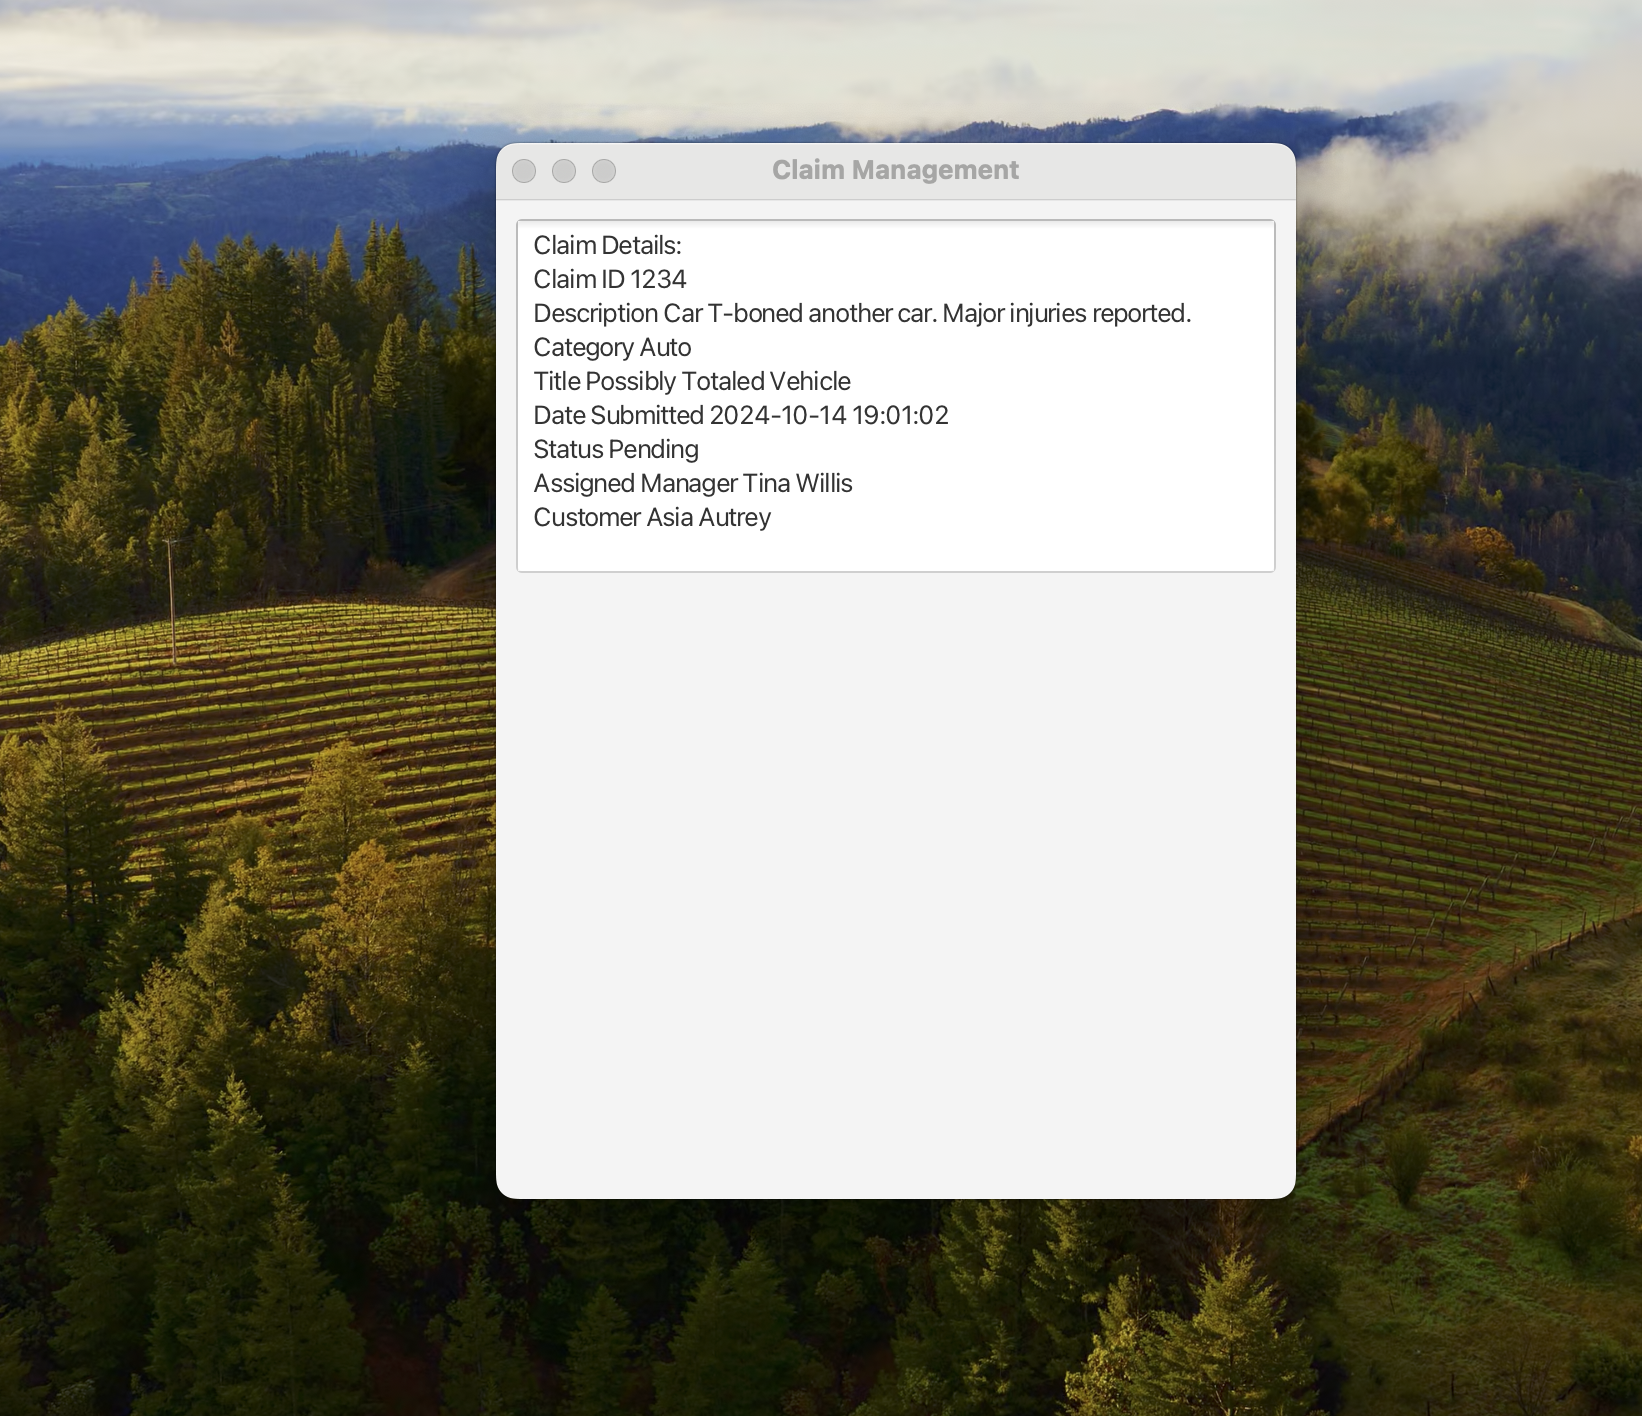 Claim Management
Claim Details:
Claim ID 1234
Description Car T-boned another car. Major injuries reported.
Category Auto
Title Possibly Totaled Vehicle
Date Submitted 2024-10-14 19:01:02
Status Pending
Assigned Manager Tina Willis
Customer Asia Autrey